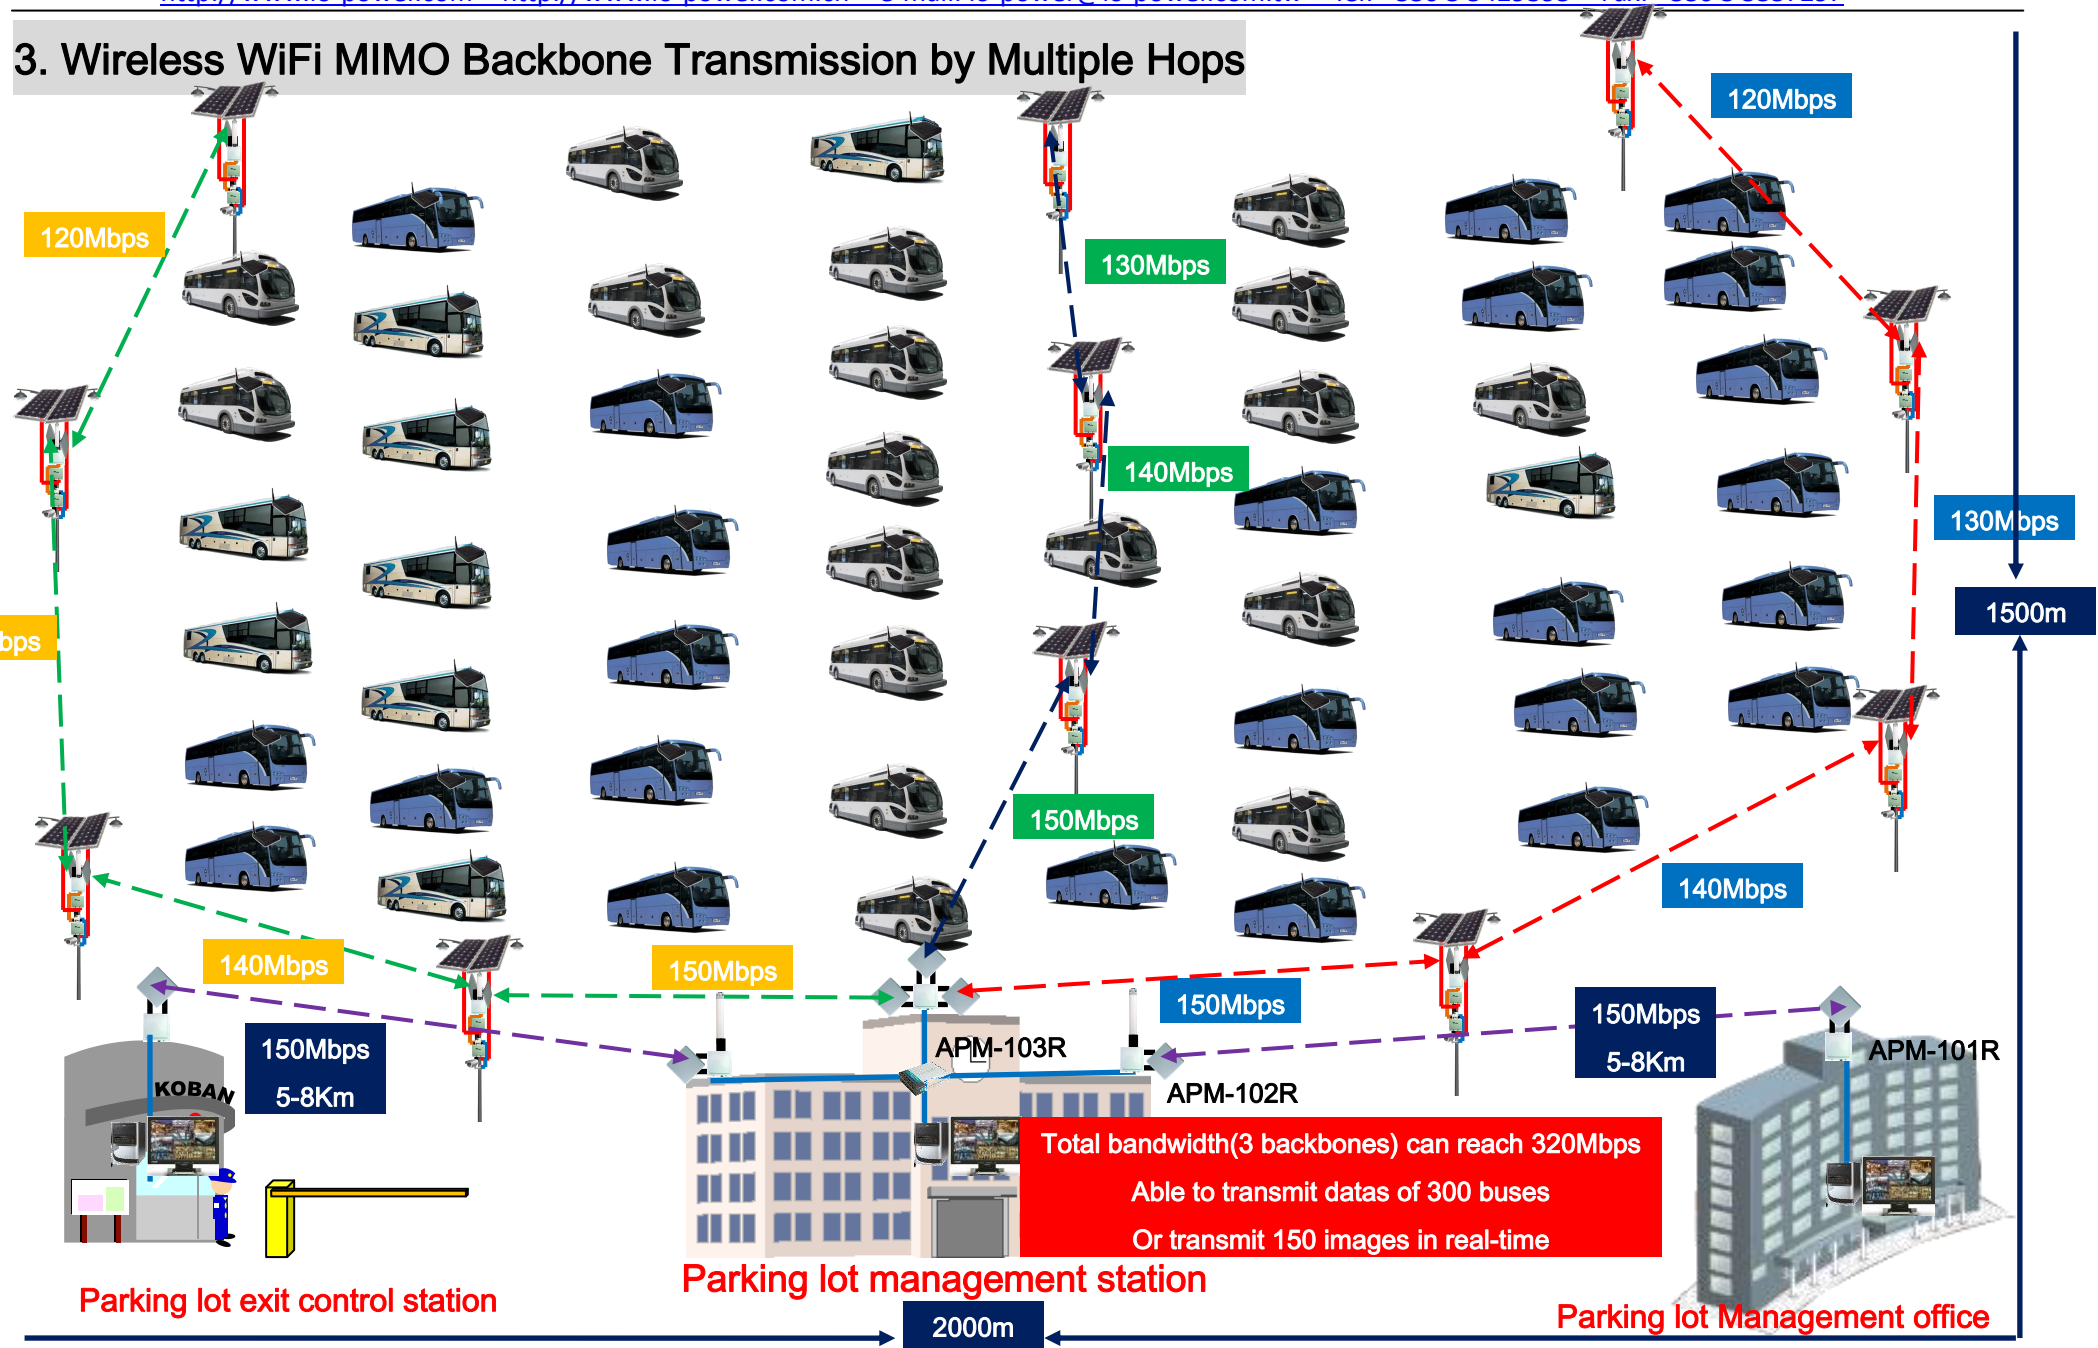 3. Wireless WiFi MIMO Backbone Transmission by Multiple Hops
120Mbps
120Mbps
130Mbps
140Mbps
130Mbps
1500m
bps
150Mbps
140Mbps
140Mbps
150Mbps
150Mbps
150Mbps
5-8Km
150Mbps
5-8Km
APM-103R
APM-101R
APM-102R
KOBAN
Total bandwidth(3 backbones) can reach 320Mbps
Able to transmit datas of 300 buses
Or transmit 150 images in real-time
Parking lot management station
Parking lot exit control station
Parking lot Management office
2000m